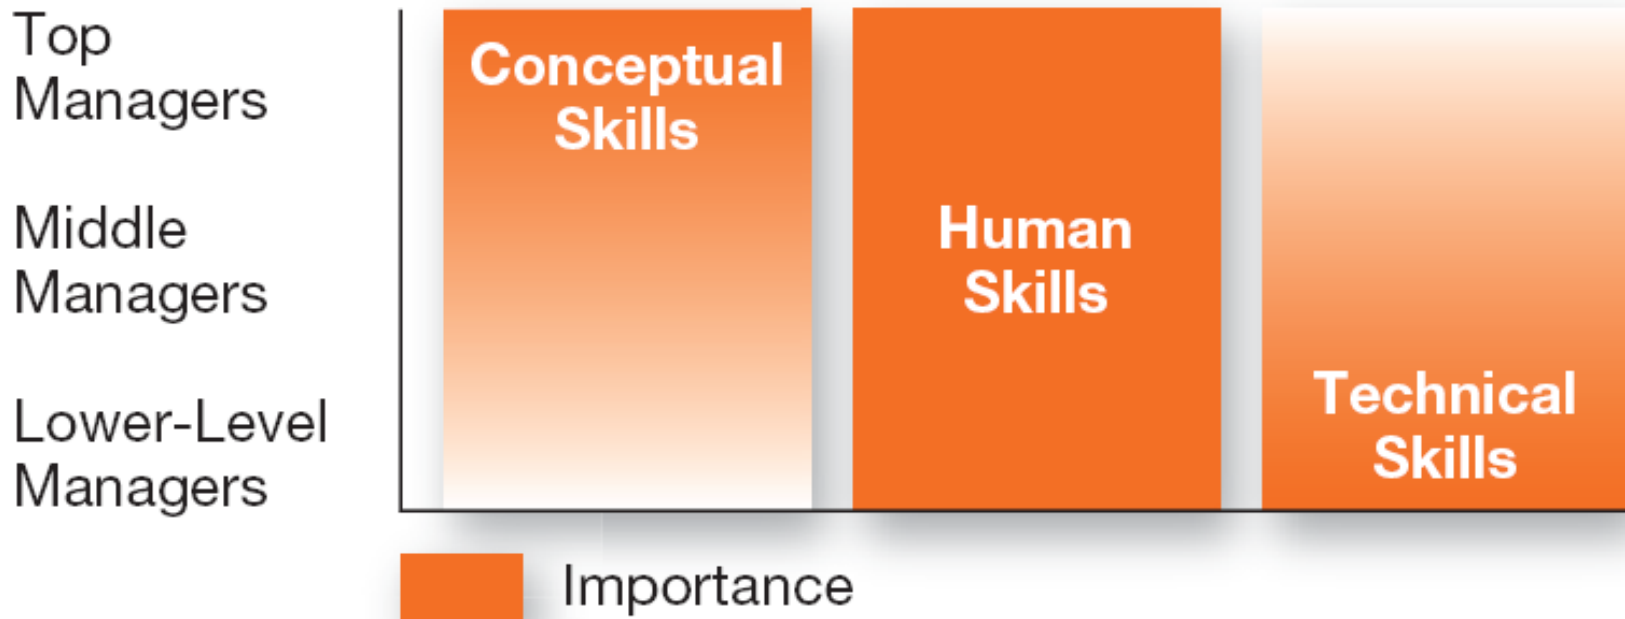 Top
Managers
Middle
Managers
Lower-Level
Managers
Conceptual
Skills
Human
Skills
Technical
Skills
Importance